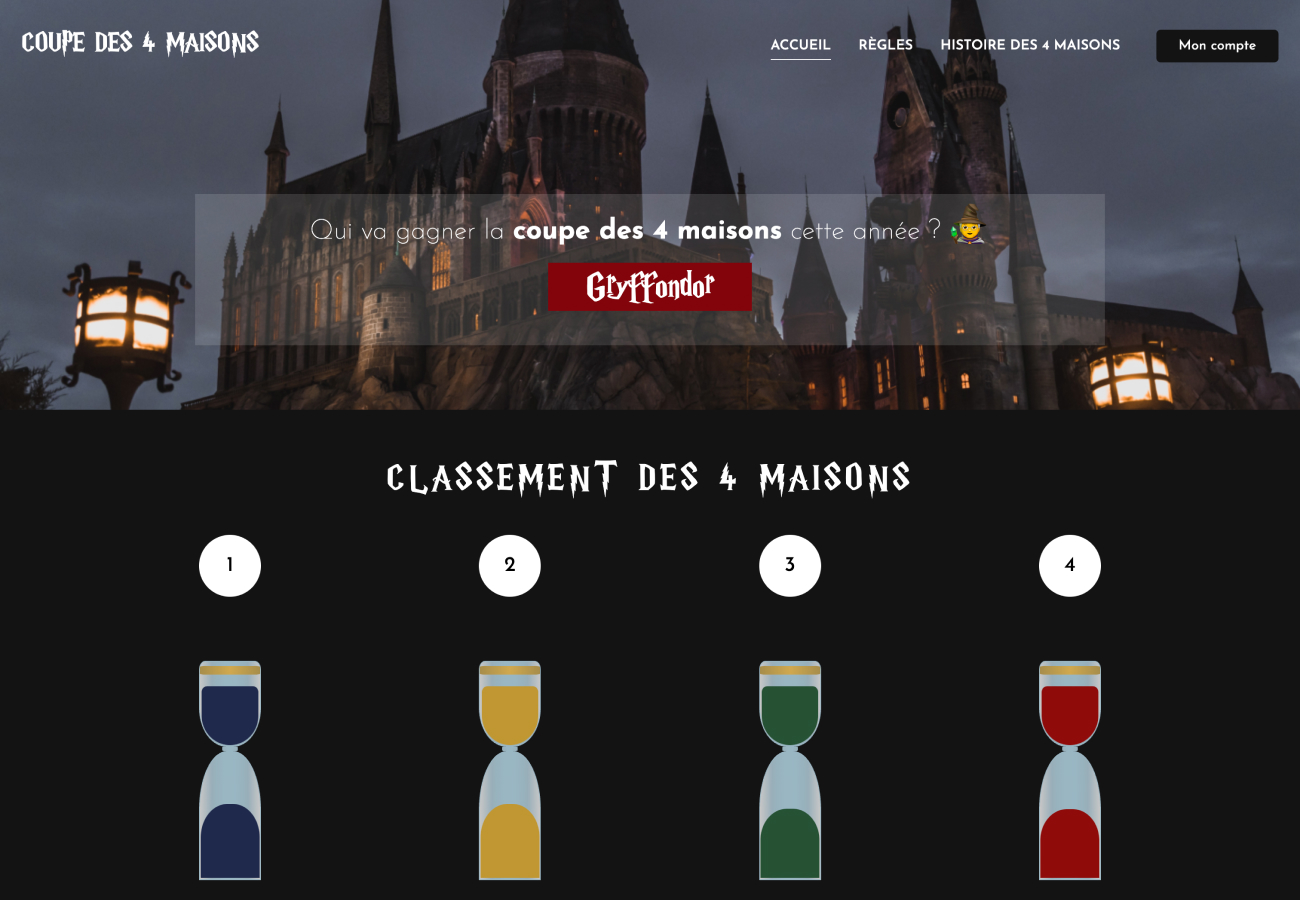 COUPE DES 4 MAISONS
ACCUEIL
RÈGLES
HISTOIRE DES 4 MAISONS
Mon compte
Qui va gagner la coupe des 4 maisons cette année ? 🧙
Gryffondor
CLASSEMENT DES 4 MAISONS
1
2
3
4